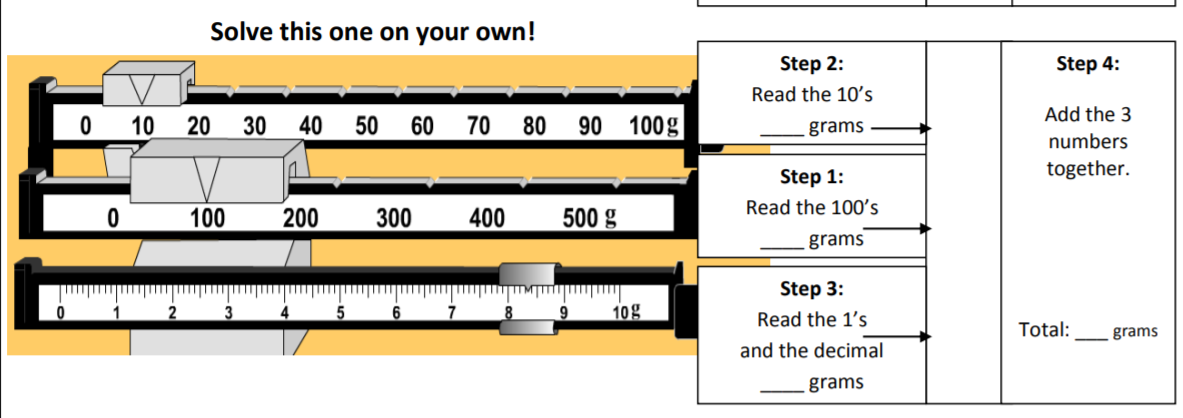 Solve this one on your own!
0 10 20 30 40 50 60 70 80 90 100g
0 100 200 300 400 500 g
0 1 2 3 4 5 6 7 8 9 10g
Step 2:
Read the 10’s
____ grams
Step 1:
Read the 100’s
____ grams
Step 3:
Read the 1’s
and the decimal
____ grams
Step 4:
Add the 3
numbers
together.
Total: ___ grams